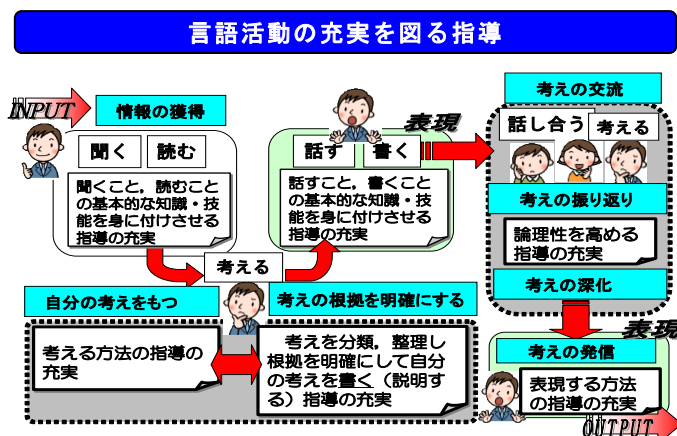 言語活動の充実を図る指導
INPUT
情報の獲得
聞く
読む
聞くこと，読むこと
の基本的な知識・技
能を身に付けさせる
指導の充実
考える
表現
話す
書く
話すこと，書くこと
の基本的な知識・技
能を身に付けさせる
指導の充実
自分の考えをもつ
考える方法の指導の
充実
考えの根拠を明確にする
考えを分類，整理し
根拠を明確にして自分
の考えを書く（説明す
る）指導の充実
考えの交流
話し合う
考える
考えの振り返り
論理性を高める
指導の充実
考えの深化
表現
考えの発信
表現する方法
の指導の充実
OUTPUT